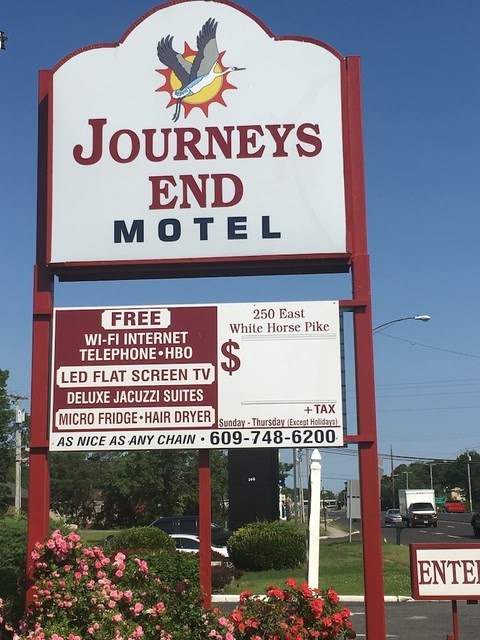 JOURNEYS
END
MOTEL
FREE
WI-FI INTERNET
TELEPHONE•HBO
LED FLAT SCREEN TV
DELUXE JACUZZI SUITES
MICRO FRIDGE•HAIR DRYER
250 East
White Horse Pike
$
+TAX
Sunday - Thursday (Except Holidays)
AS NICE AS ANY CHAIN • 609-748-6200